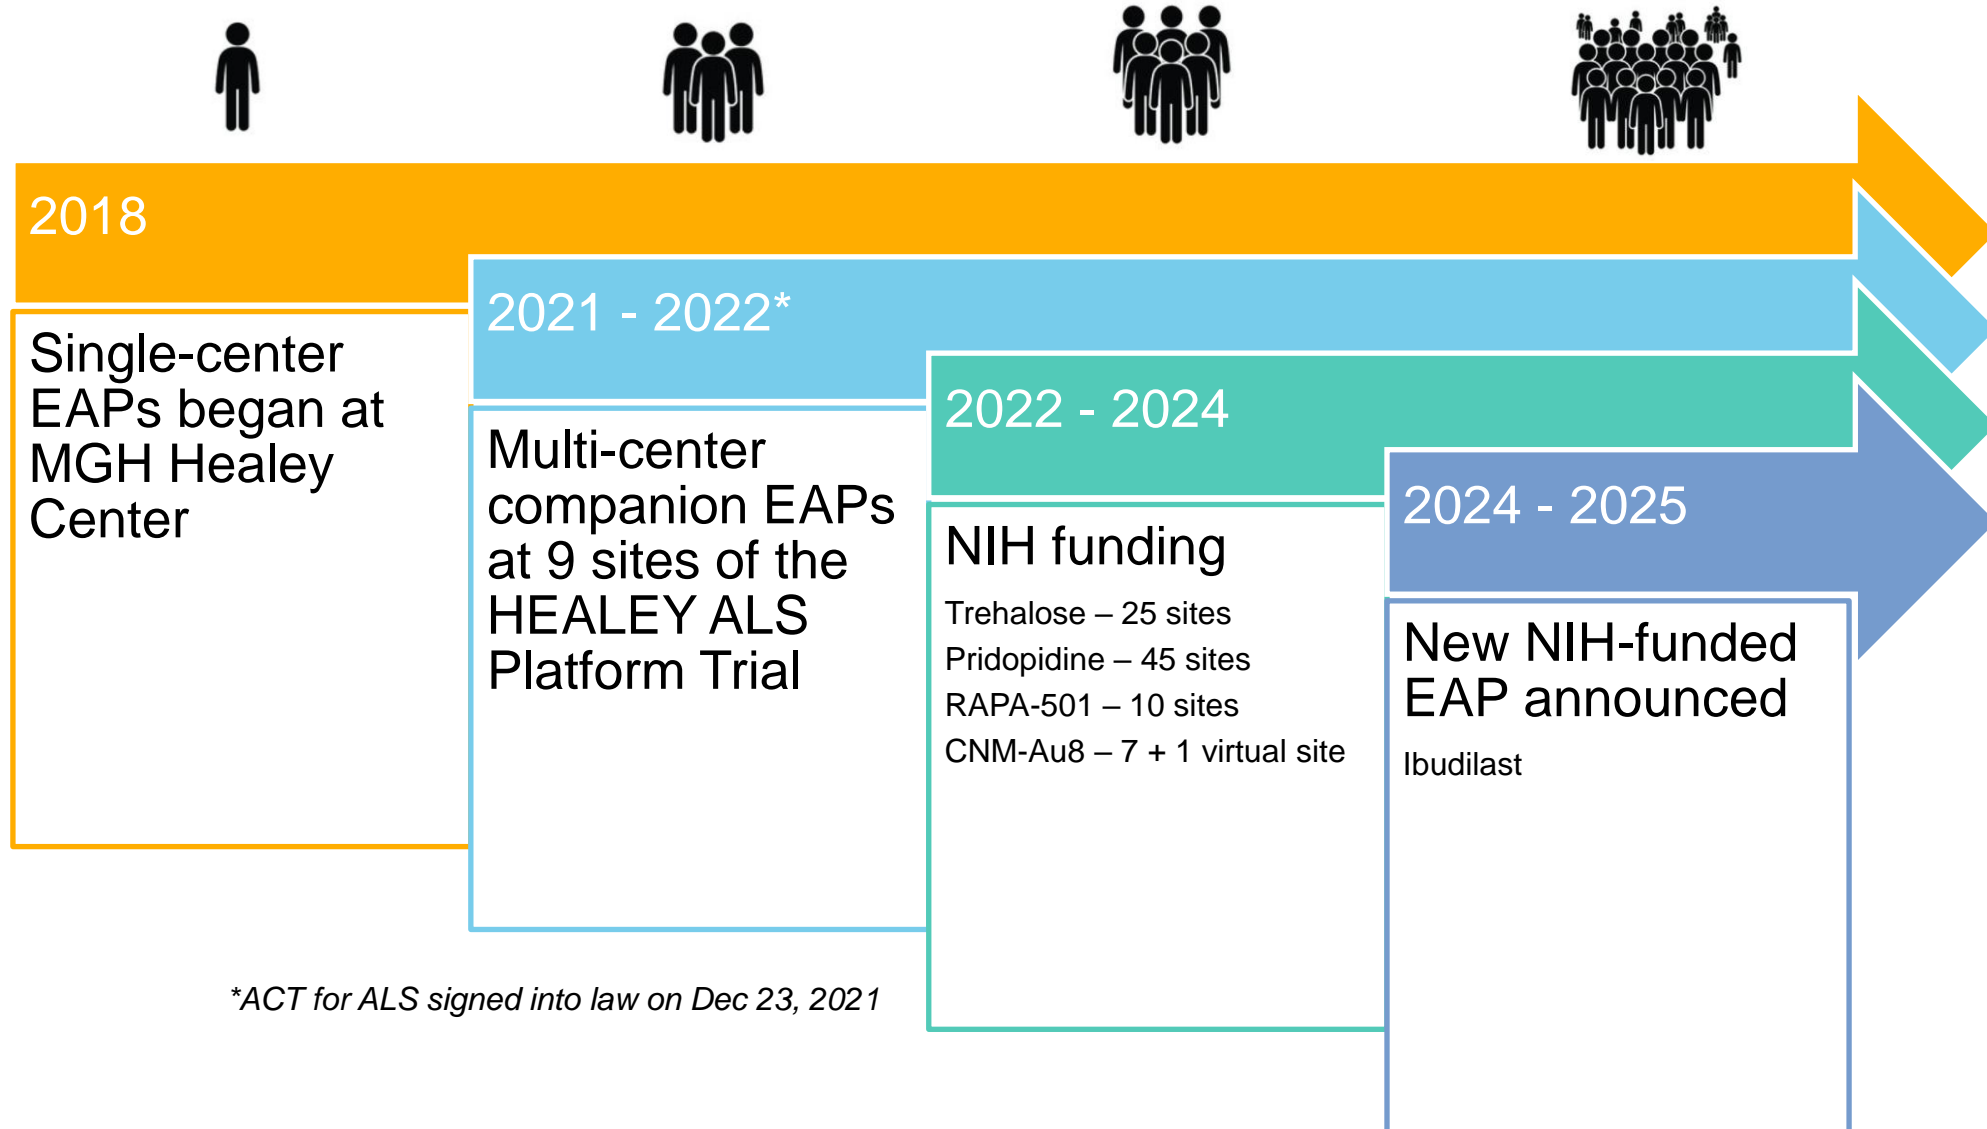 2018
Single-center
EAPs began at
MGH Healey
Center
2021 - 2022*
Multi-center
companion EAPs
at 9 sites of the
HEALEY ALS
Platform Trial
2022 - 2024
NIH funding
Trehalose – 25 sites
Pridopidine – 45 sites
RAPA-501 – 10 sites
CNM-Au8 – 7 + 1 virtual site
2024 - 2025
New NIH-funded
EAP announced
Ibudilast
*ACT for ALS signed into law on Dec 23, 2021